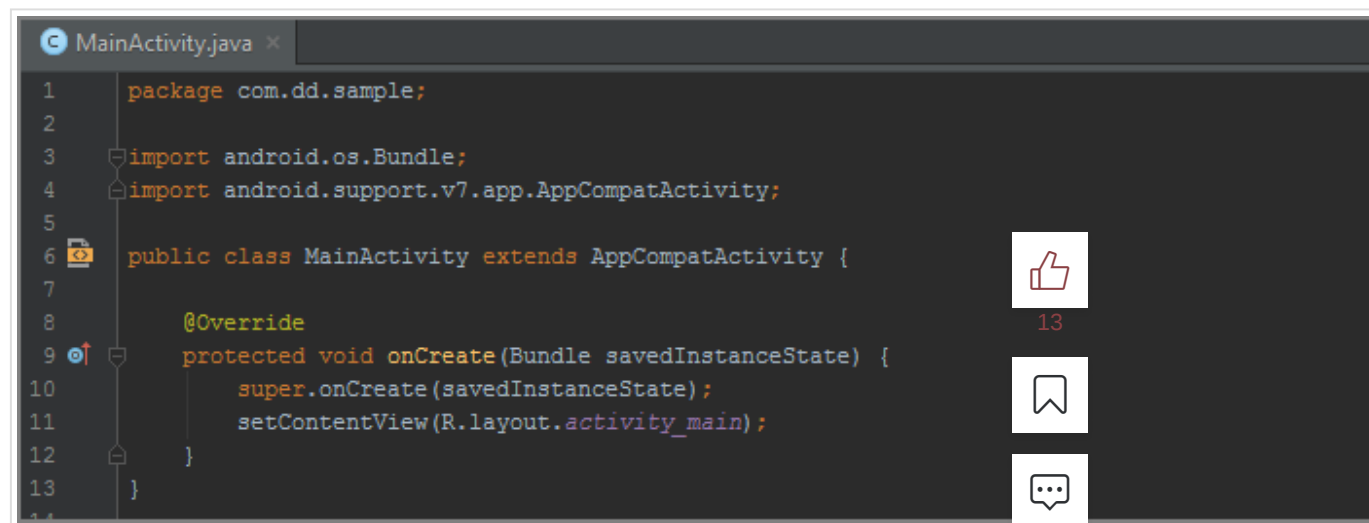 MainActivity.java
1 package com.dd.sample;
2
3 import android.os.Bundle;
4 import android.support.v7.app.AppCompatActivity;
5
6 public class MainActivity extends AppCompatActivity {
7
8 @Override
9 protected void onCreate(Bundle savedInstanceState) {
10 super.onCreate(savedInstanceState);
11 setContentView(R.layout.activity_main);
12 }
13 }
13